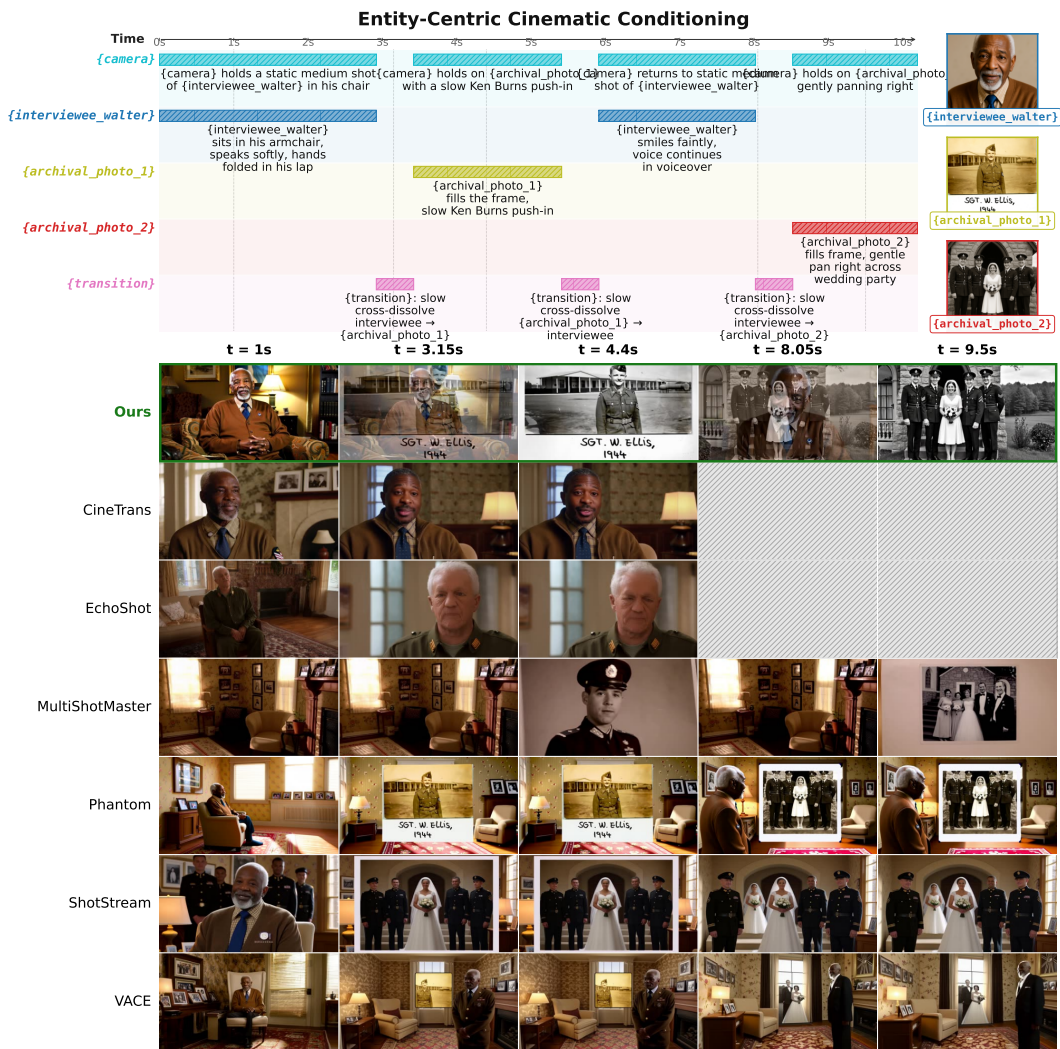 Entity-Centric Cinematic Conditioning
Time
0s 1s 2s 3s 4s 5s 6s 7s 8s 9s 10s
{camera}
{camera} holds a static medium shot
of {interviewee_walter} in his chair
{camera} holds on {archival_photo_1}
with a slow Ken Burns push-in
{camera} returns to static medium
shot of {interviewee_walter}
{camera} holds on {archival_photo_
gently panning right
{interviewee_walter}
{interviewee_walter}
sits in his armchair,
speaks softly, hands
folded in his lap
{interviewee_walter}
smiles faintly,
voice continues
in voiceover
{archival_photo_1}
{archival_photo_1}
fills the frame,
slow Ken Burns push-in
{archival_photo_2}
{archival_photo_2}
fills frame, gentle
pan right across
wedding party
{transition}
{transition}: slow
cross-dissolve
interviewee →
{archival_photo_1}
{transition}: slow
cross-dissolve
{archival_photo_1} →
interviewee
{transition}: slow
cross-dissolve
interviewee →
{archival_photo_2}
{interviewee_walter}
SGT. W. ELLIS,
1944
{archival_photo_1}
{archival_photo_2}
t = 1s t = 3.15s t = 4.4s t = 8.05s t = 9.5s
Ours
SGT. W. ELLIS,
1944
SGT. W. ELLIS,
1944
CineTrans
EchoShot
MultiShotMaster
Phantom
SGT. W. ELLIS,
1944
SGT. W. ELLIS,
1944
ShotStream
VACE